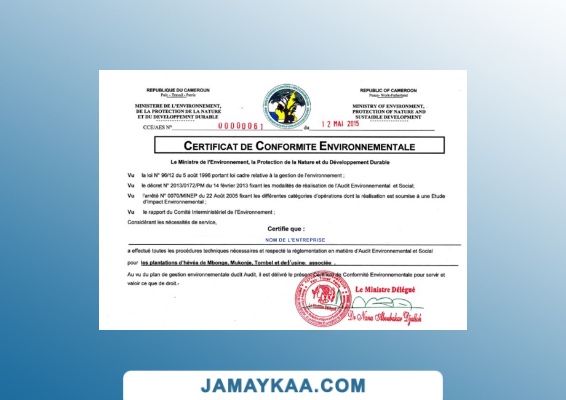 REPUBLIQUE DU CAMEROUN
Paix - Travail - Patrie
MINISTERE DE L'ENVIRONNEMENT,
DE LA PROTECTION DE LA NATURE
ET DU DEVELOPPEMNT DURABLE
REPUBLIC OF CAMEROON
Peace - Work-Fatherland
MINISTRY OF ENVIRONMENT,
PROTECTION OF NATURE AND
SUSTAIBLE DEVELOPMENT
CCE/AES N° 00000061 du 12 MAI 2015
CERTIFICAT DE CONFORMITE ENVIRONNEMENTALE
Le Ministre de l'Environnement, la Protection de la Nature et du Développement Durable
Vu la loi N° 96/12 du 5 août 1996 portant loi cadre relative à la gestion de l'environnement ;
Vu le décret N° 2013/0172/PM du 14 février 2013 fixant les modalités de réalisation de l'Audit Environnemental et Social;
Vu l'arrêté N° 0070/MINEP du 22 Août 2005 fixant les différentes catégories d'opérations dont la réalisation est soumise à une Etude
d'Impact Environnemental ;
Vu le rapport du Comité Interministériel de l'Environnement ;
Considérant les nécessités de service,
Certifie que :
NOM DE L'ENTREPRISE
a effectué toutes les procédures techniques nécessaires et respecté la réglementation en matière d'Audit Environnemental et Social
pour les plantations d'hévéa de Mbonge, Mukonje, Tombel et de l'usine associée.
Au vu du plan de gestion environnementale dudit Audit, il est délivré le présent Certificat de Conformité Environnementale pour servir et
valoir ce que de droit.-
Le Ministre Délégué
Dr Nana Aboubakar Djalloh
JAMAYKAA.COM